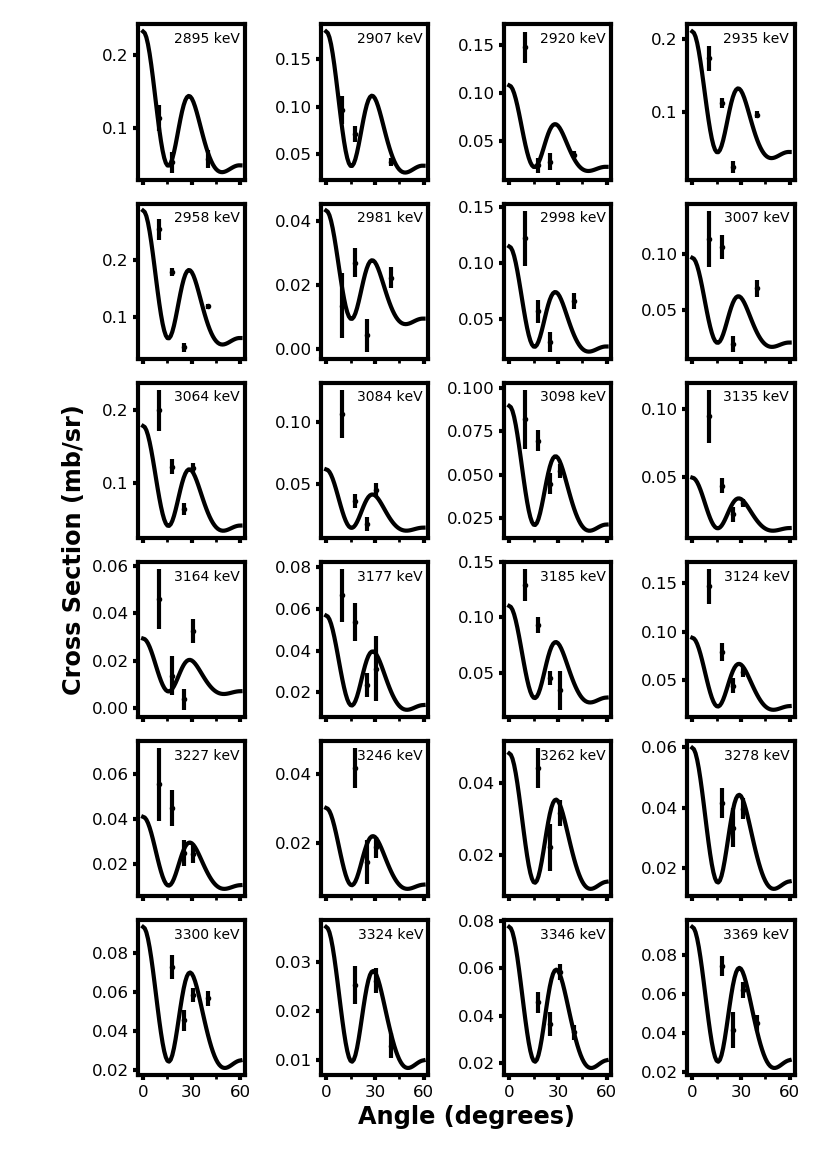 2895 keV 2907 keV 2920 keV 2935 keV
0.2 0.15 0.15 0.2
0.10 0.10
0.1 0.1
0.05 0.05
2958 keV 2981 keV 2998 keV 3007 keV
0.04 0.15
0.2 0.10 0.10
0.02
0.1 0.05 0.05
0.00
3064 keV 3084 keV 3098 keV 3135 keV
0.2 0.10 0.100 0.10
0.075
0.1 0.05 0.050 0.05
0.025
Cross Section (mb/sr)
3164 keV 3177 keV 3185 keV 3124 keV
0.06 0.08 0.15 0.15
0.04 0.06 0.10 0.10
0.02 0.04 0.05 0.05
0.00 0.02
3227 keV 3246 keV 3262 keV 3278 keV
0.06 0.04 0.04 0.06
0.04 0.04
0.02 0.02 0.02 0.02
3300 keV 3324 keV 3346 keV 3369 keV
0.08 0.03 0.08 0.08
0.06 0.02 0.06 0.06
0.04 0.04 0.04
0.02 0.01 0.02 0.02
0 30 60 0 30 60 0 30 60 0 30 60
Angle (degrees)